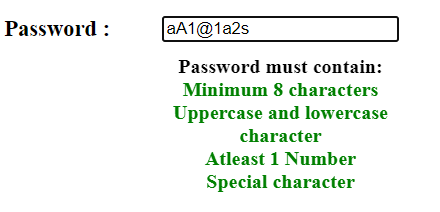 Password : aA1@1a2s
Password must contain:
Minimum 8 characters
Uppercase and lowercase
character
Atleast 1 Number
Special character